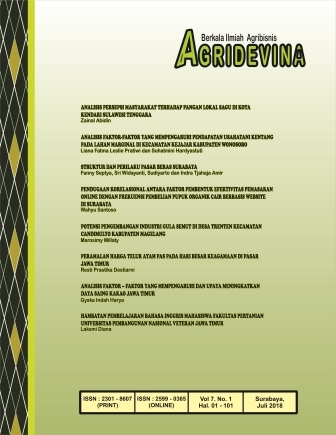 Berkala Ilmiah Agribisnis
AGRIDEVINA
ANALISIS PERSEPSI MASYARAKAT TERHADAP PANGAN LOKAL SAGU DI KOTA
KENDARI SULAWESI TENGGARA
Zainal Abidin
ANALISIS FAKTOR-FAKTOR YANG MEMPENGARUHI PENDAPATAN USAHATANI KENTANG
PADA LAHAN MARGINAL DI KECAMATAN KEJAJAR KABUPATEN WONOSOBO
Liana Fatma Leslie Pratiwi dan Suhatmini Hardyastuti
STRUKTUR DAN PERILAKU PASAR BERAS SURABAYA
Fanny Septya, Sri Widayanti, Sudiyarto dan Indra Tjahaja Amir
PENDUGAAN KORELASIONAL ANTARA FAKTOR PEMBENTUK EFEKTIVITAS PEMASARAN
ONLINE DENGAN FREKUENSI PEMBELIAN PUPUK ORGANIK CAIR BERBASIS WEBSITE
DI SURABAYA
Wahyu Santoso
POTENSI PENGEMBANGAN INDUSTRI GULA SEMUT DI DESA TRENTEN KECAMATAN
CANDIMULYO KABUPATEN MAGELANG
Marosimy Millaty
PERAMALAN HARGA TELUR AYAM PAS PADA HARI BESAR KEAGAMAAN DI PASAR
JAWA TIMUR
Resti Prastika Destiarni
ANALISIS FAKTOR – FAKTOR YANG MEMPENGARUHI DAN UPAYA MENINGKATKAN
DAYA SAING KAKAO JAWA TIMUR
Gyska Indah Harya
HAMBATAN PEMBELAJARAN BAHASA INGGRIS MAHASISWA FAKULTAS PERTANIAN
UNIVERSITAS PEMBANGUNAN NASIONAL VETERAN JAWA TIMUR
Laksmi Diana
ISSN : 2301 - 8607
(PRINT)
ISSN : 2599 - 0365
(ONLINE)
Vol 7. No. 1
Hal. 01 - 101
Surabaya,
Juli 2018